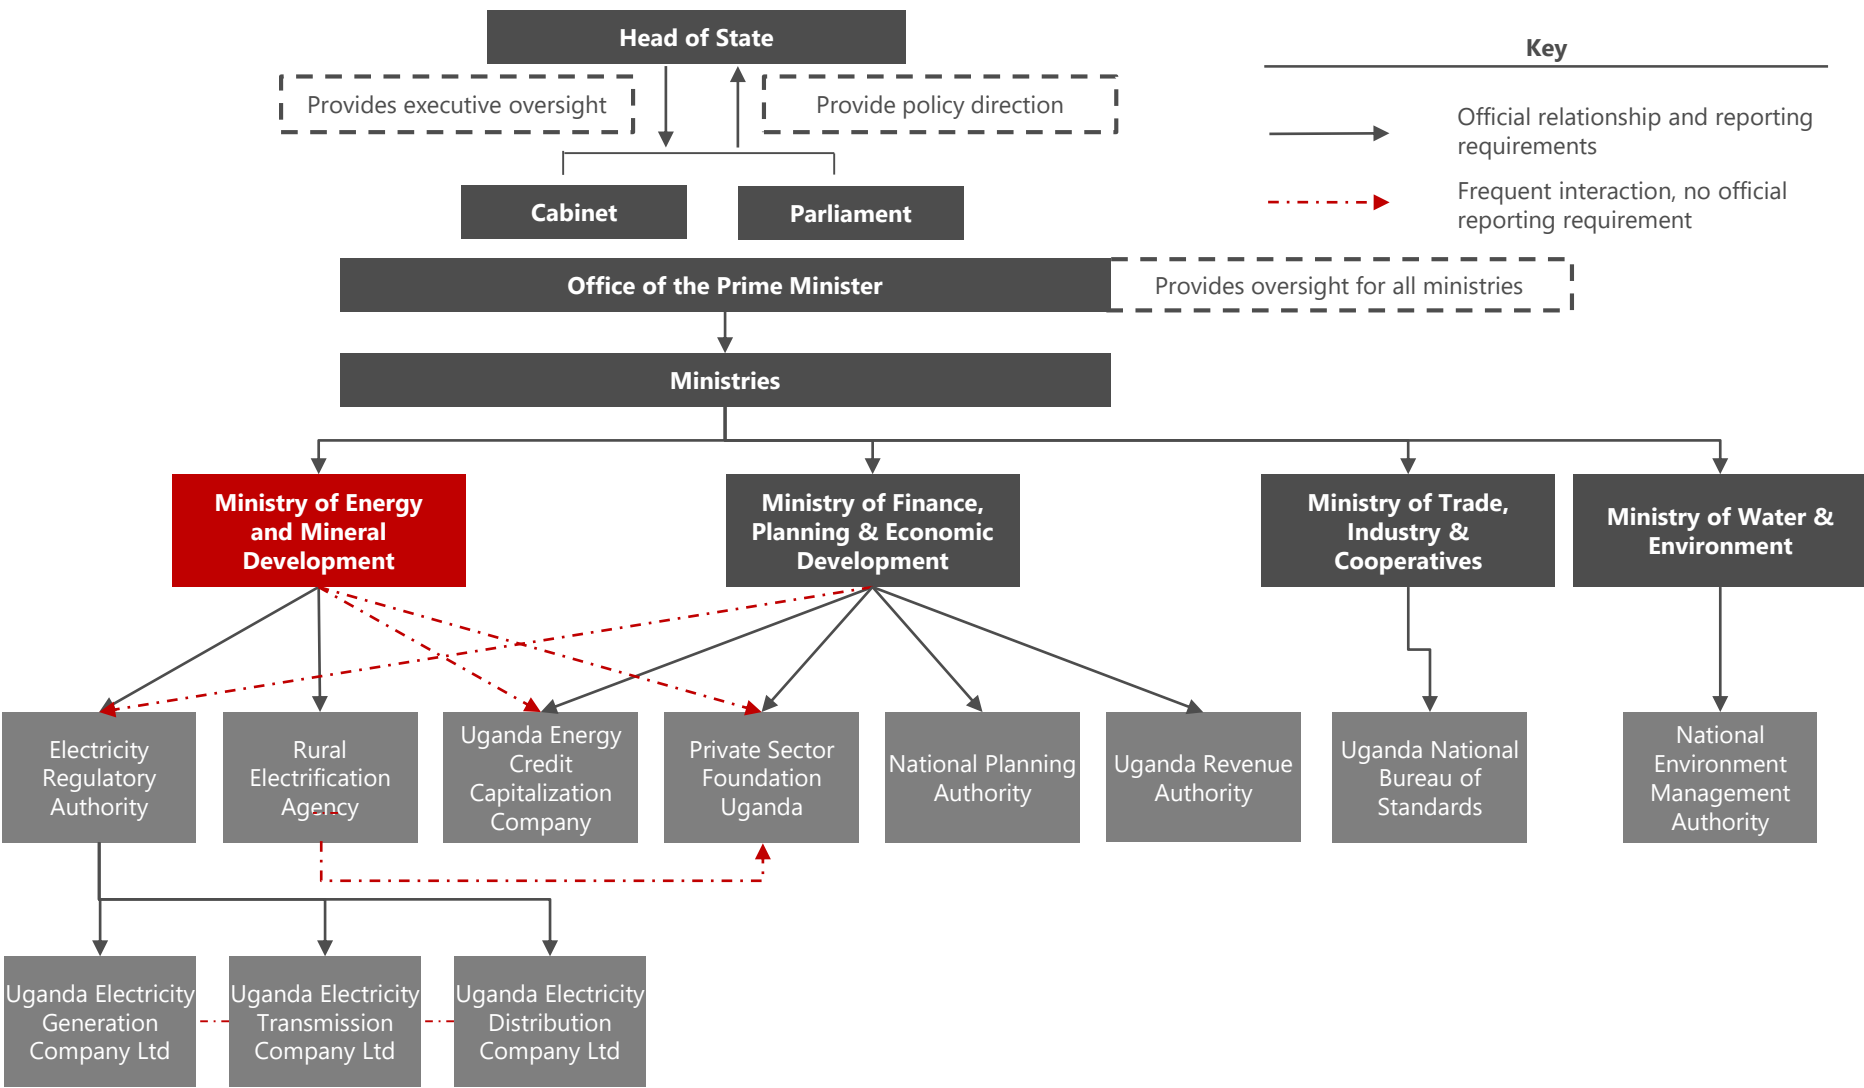 Head of State
Key
Provides executive oversight
Provide policy direction
Official relationship and reporting
requirements
Frequent interaction, no official
reporting requirement
Cabinet
Parliament
Office of the Prime Minister
Provides oversight for all ministries
Ministries
Ministry of Energy
and Mineral
Development
Ministry of Finance,
Planning & Economic
Development
Ministry of Trade,
Industry &
Cooperatives
Ministry of Water &
Environment
Electricity
Regulatory
Authority
Rural
Electrification
Agency
Uganda Energy
Credit
Capitalization
Company
Private Sector
Foundation
Uganda
National Planning
Authority
Uganda Revenue
Authority
Uganda National
Bureau of
Standards
National
Environment
Management
Authority
Uganda Electricity
Generation
Company Ltd
Uganda Electricity
Transmission
Company Ltd
Uganda Electricity
Distribution
Company Ltd